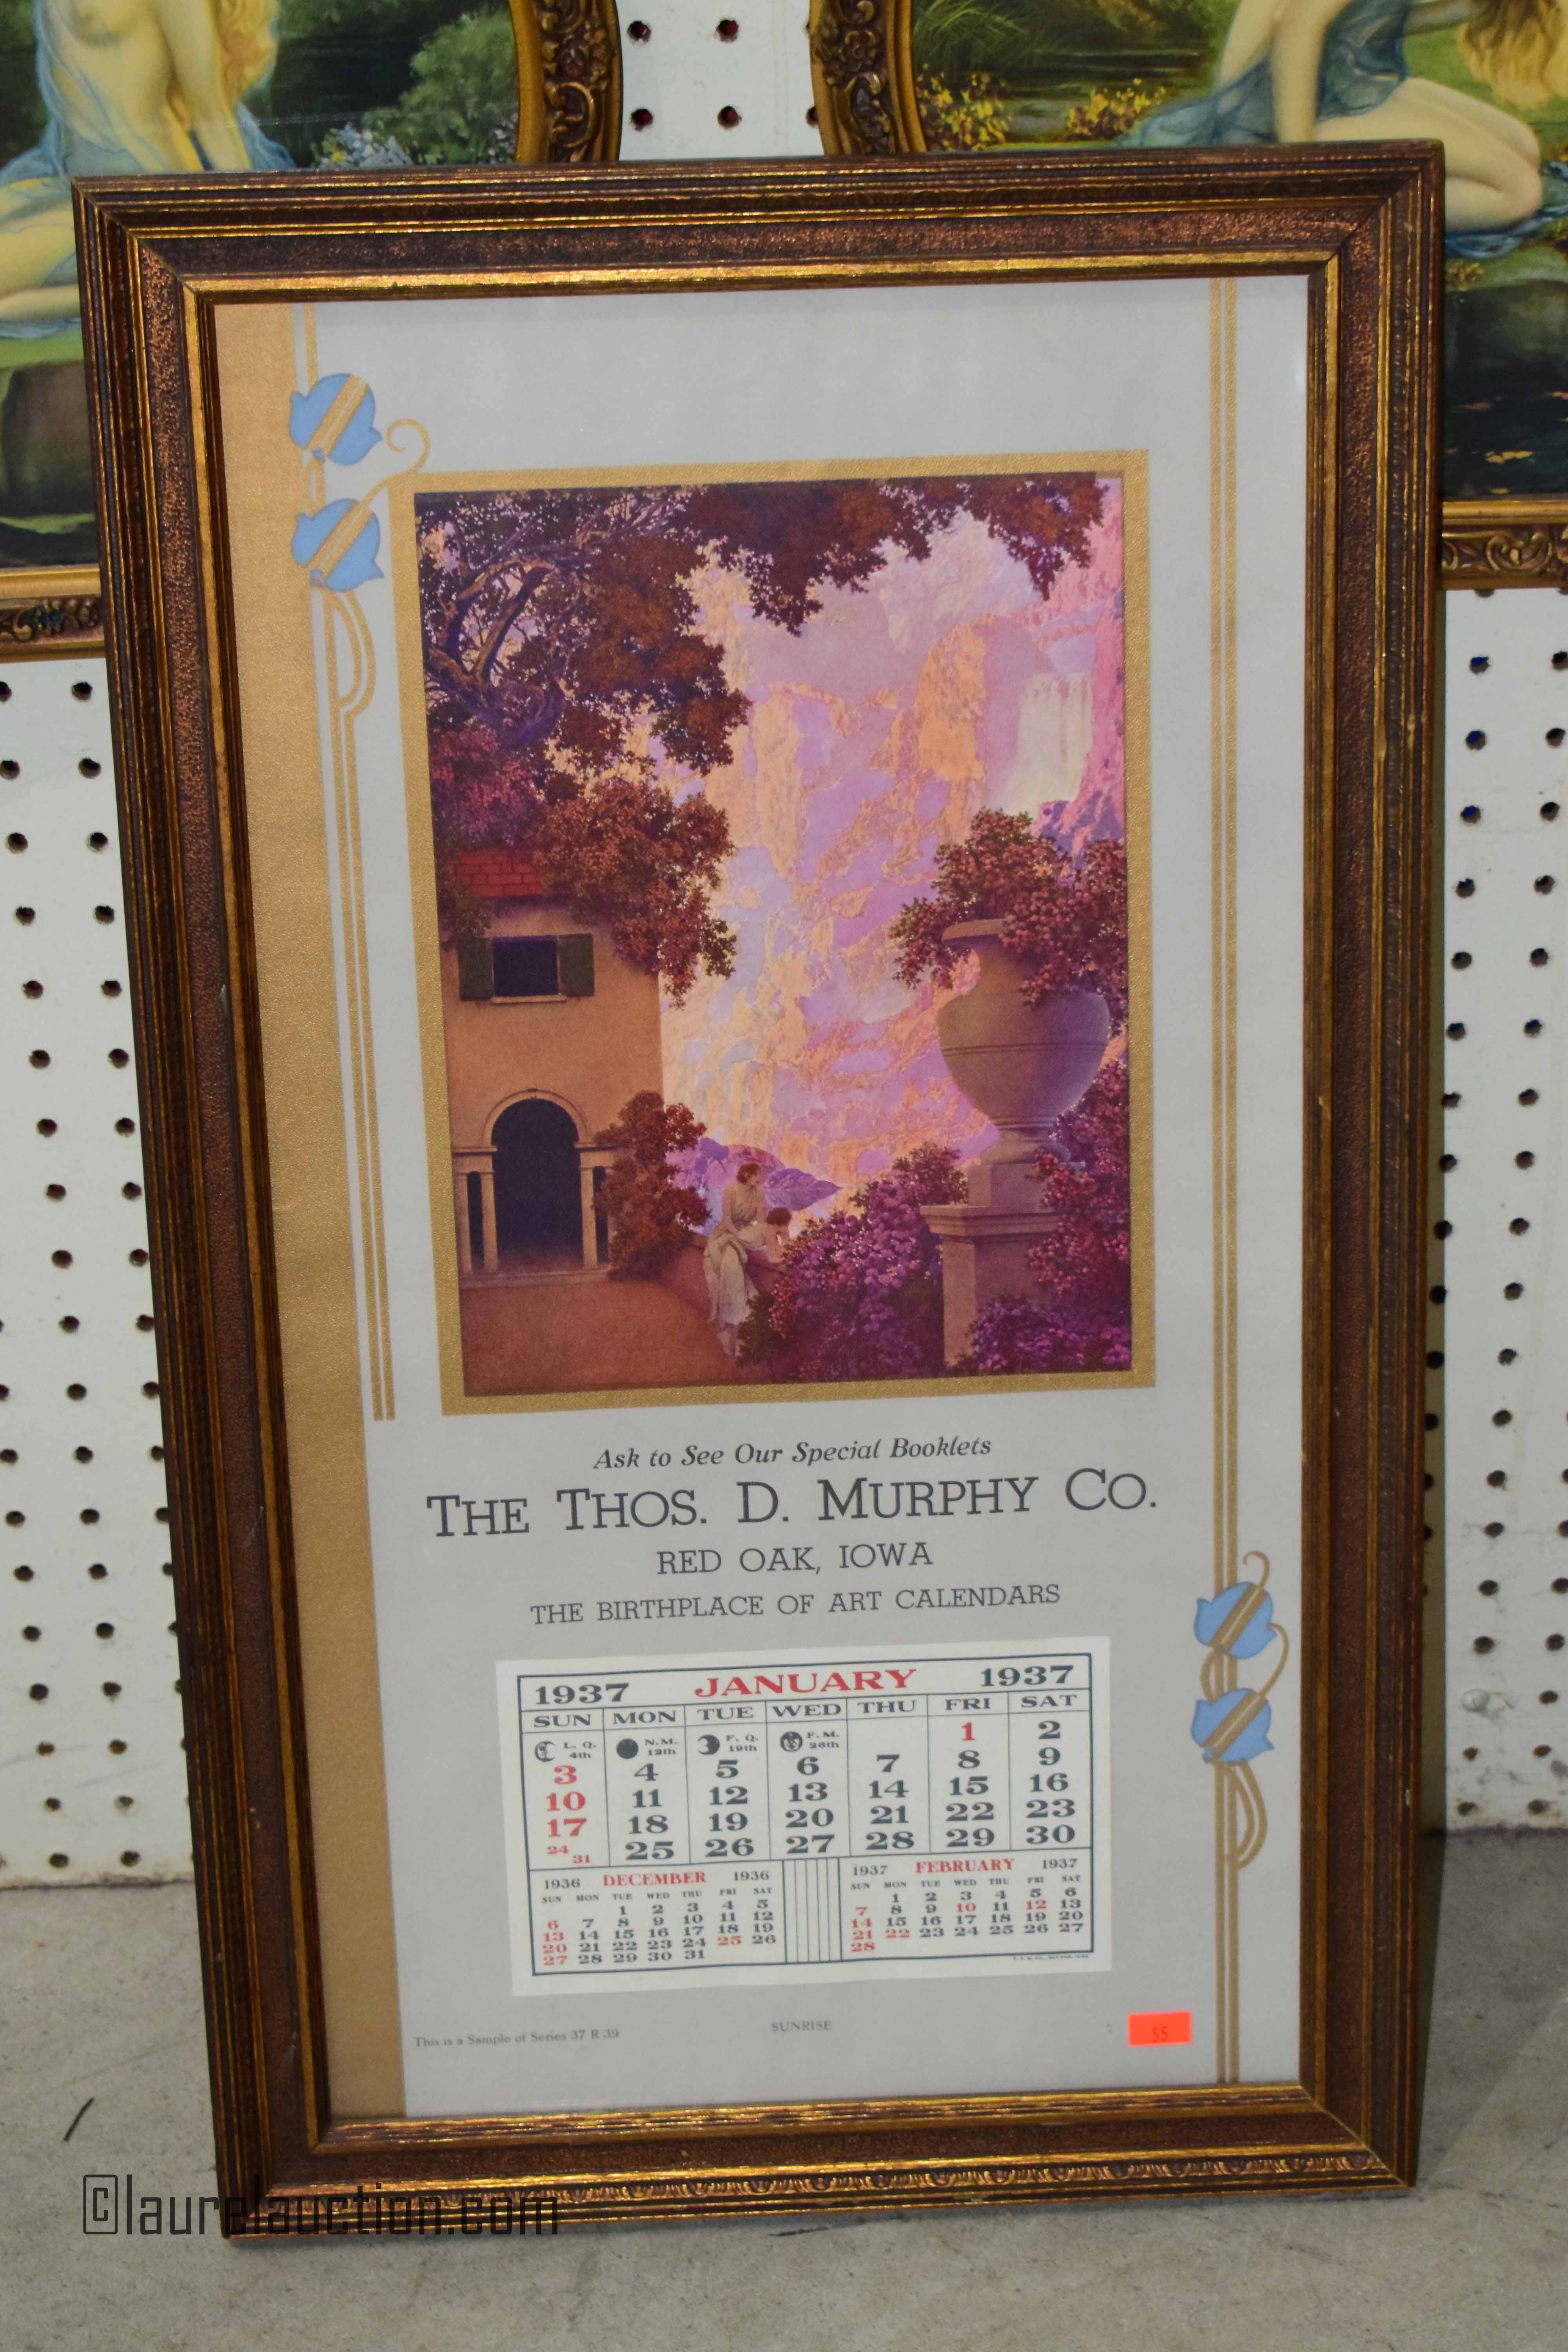 Ask to See Our Special Booklets
THE THOS. D. MURPHY CO.
RED OAK, IOWA
THE BIRTHPLACE OF ART CALENDARS
1937 JANUARY 1937
SUN MON TUE WED THU FRI SAT
L. Q. 4th N.M. 12th F. Q. 19th F. M. 26th 1 2
3 4 5 6 7 8 9
10 11 12 13 14 15 16
17 18 19 20 21 22 23
24 31 25 26 27 28 29 30
1936 DECEMBER 1936
SUN MON TUE WED THU FRI SAT
1 2 3 4 5
6 7 8 9 10 11 12
13 14 15 16 17 18 19
20 21 22 23 24 25 26
27 28 29 30 31
1937 FEBRUARY 1937
SUN MON TUE WED THU FRI SAT
1 2 3 4 5 6
7 8 9 10 11 12 13
14 15 16 17 18 19 20
21 22 23 24 25 26 27
28
This is a Sample of Series 37 R 39
SUNRISE
55
©laurelauction.com